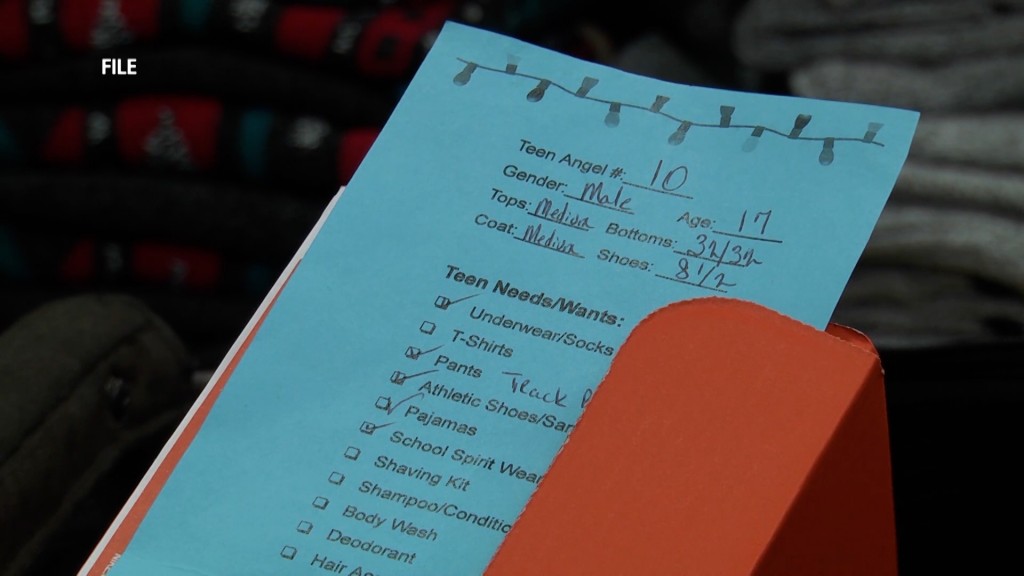 FILE
Teen Angel #: 10
Gender: Male Age: 17
Tops: Medium Bottoms: 32/32
Coat: Medium Shoes: 8 1/2
Teen Needs/Wants:
Underwear/Socks
T-Shirts
Pants Track
Athletic Shoes/
Pajamas
School Spirit Wear
Shaving Kit
Shampoo/
Body Wash
Deodorant
Hair